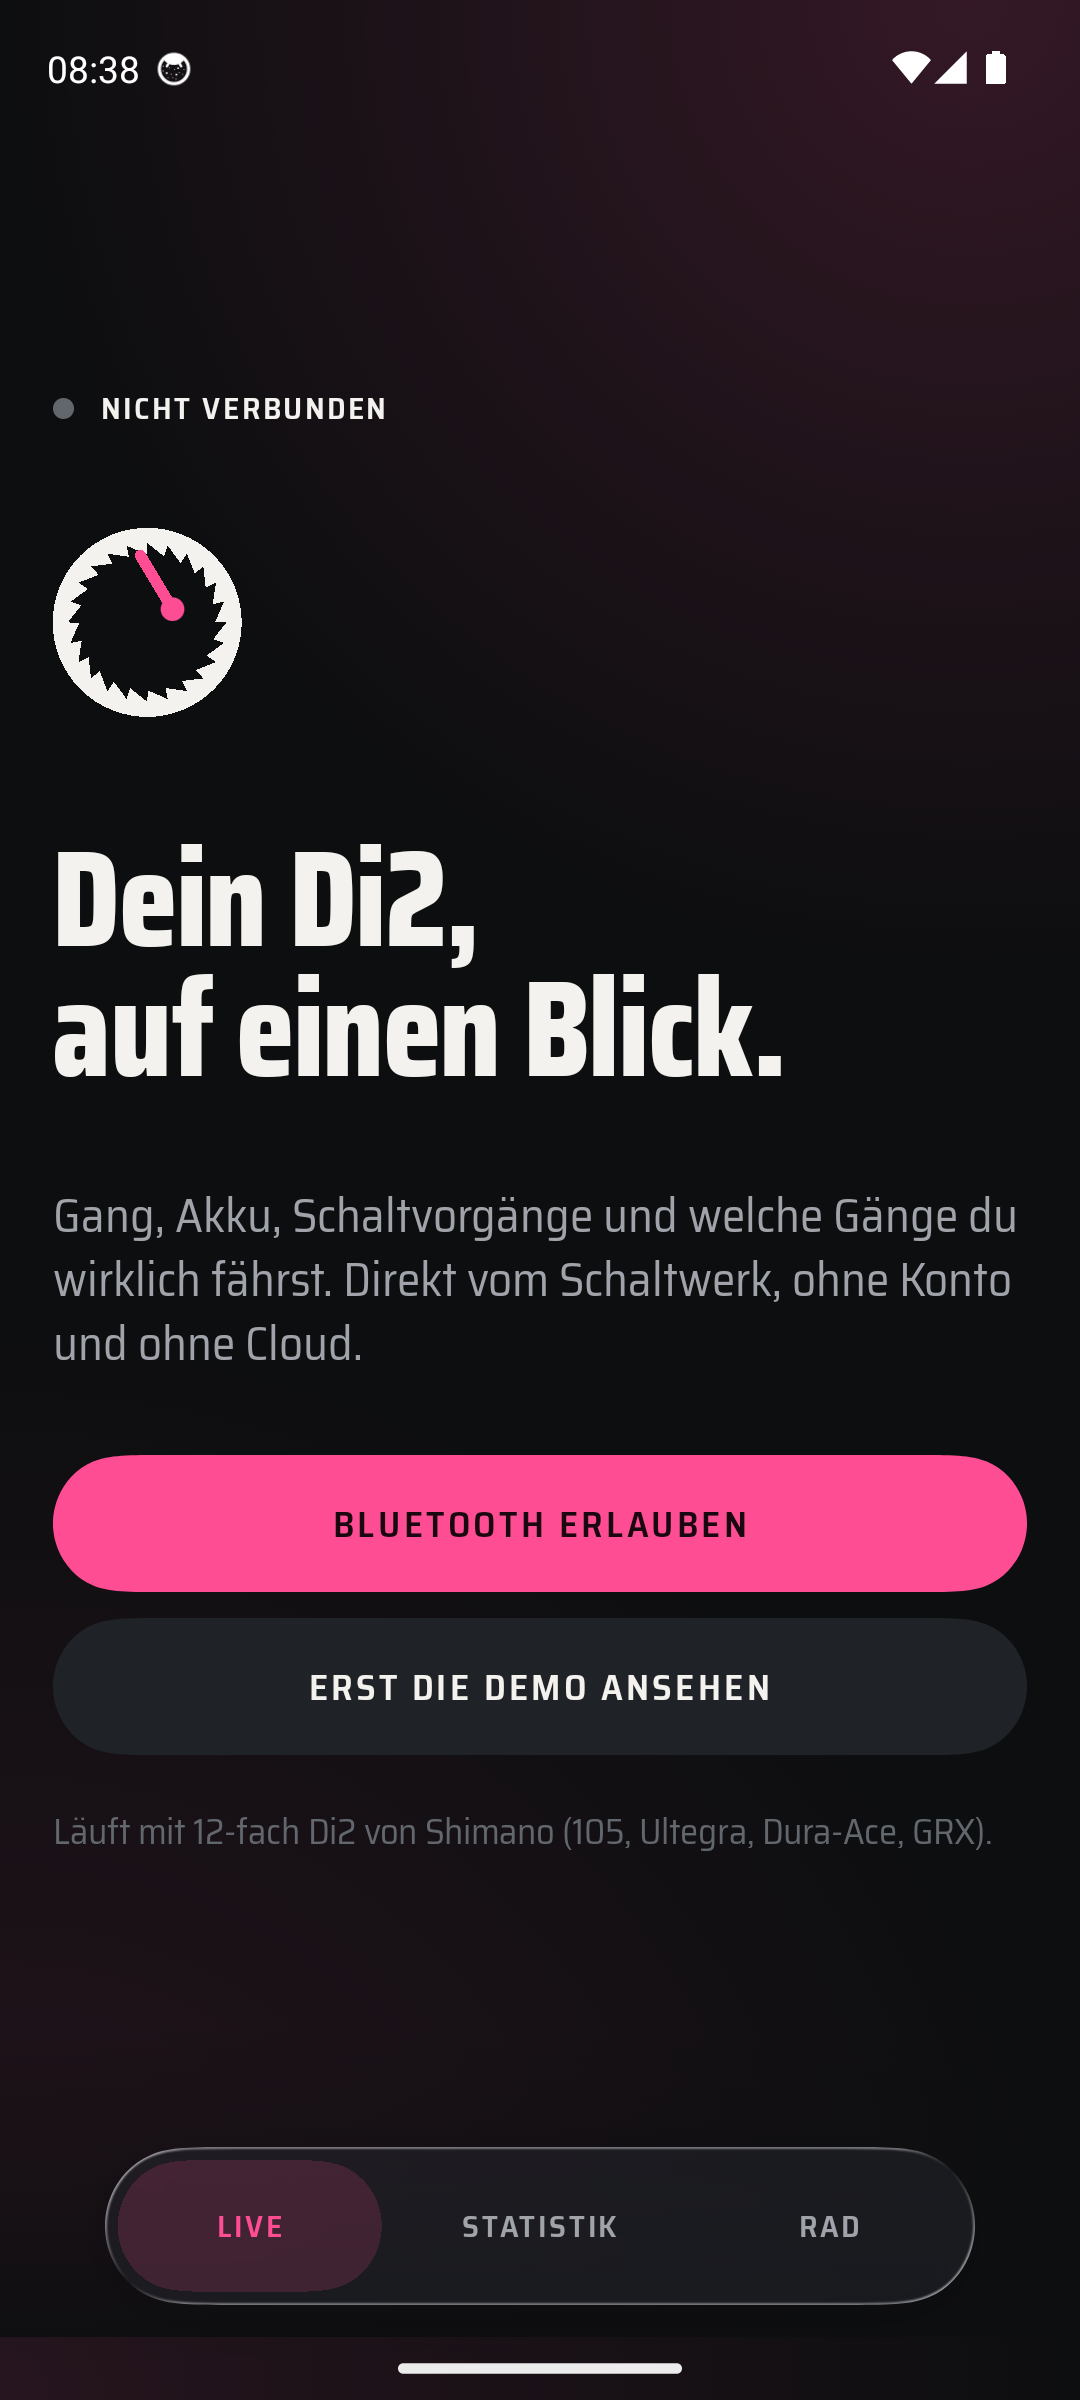 08:38
NICHT VERBUNDEN
Dein Di2,
auf einen Blick.
Gang, Akku, Schaltvorgänge und welche Gänge du
wirklich fährst. Direkt vom Schaltwerk, ohne Konto
und ohne Cloud.
BLUETOOTH ERLAUBEN
ERST DIE DEMO ANSEHEN
Läuft mit 12-fach Di2 von Shimano (105, Ultegra, Dura-Ace, GRX).
LIVE STATISTIK RAD